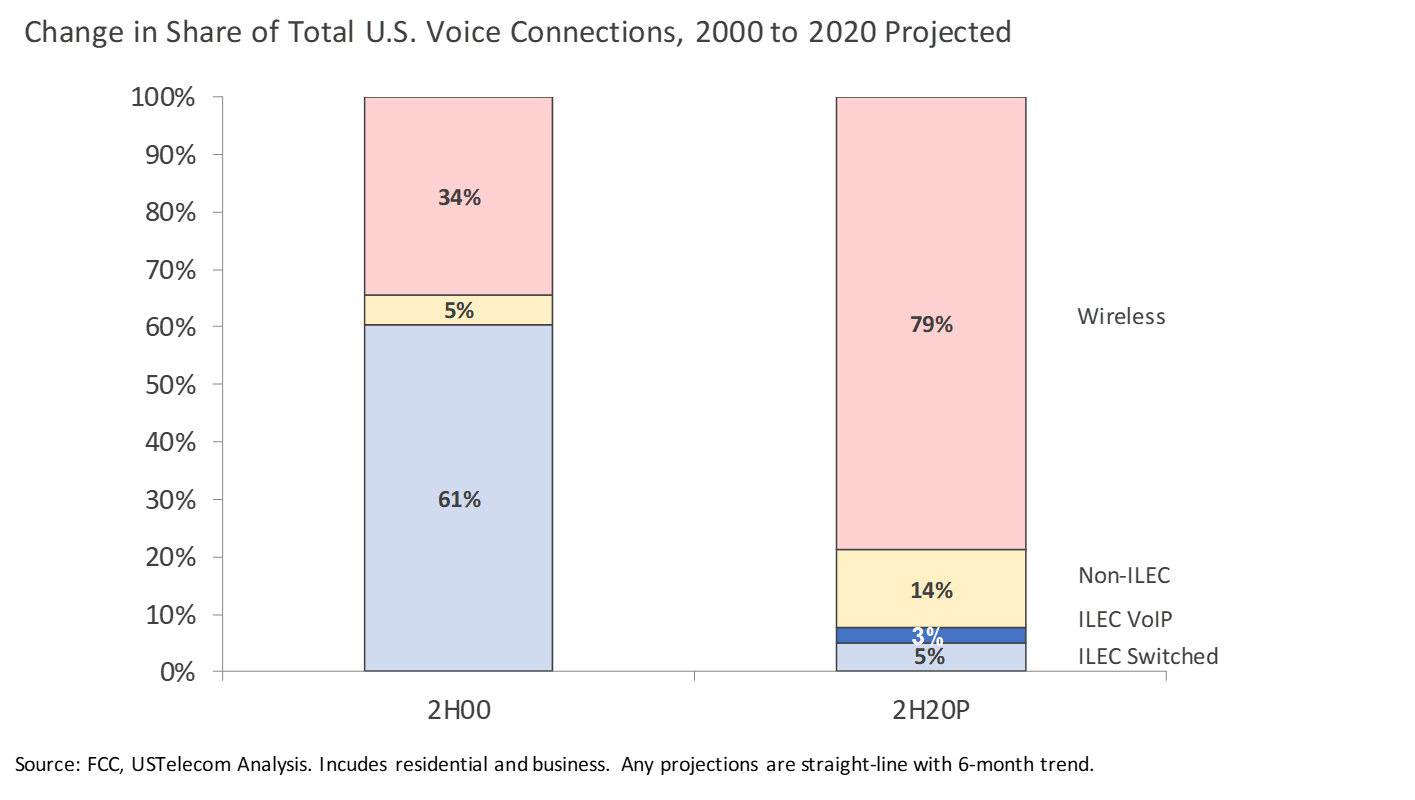 Change in Share of Total U.S. Voice Connections, 2000 to 2020 Projected
100%
90%
80%
70%
60%
50%
40%
30%
20%
10%
0%
34%
5%
61%
79%
14%
3%
5%
Wireless
Non-ILEC
ILEC VoIP
ILEC Switched
2H00
2H20P
Source: FCC, USTelecom Analysis. Incudes residential and business. Any projections are straight-line with 6-month trend.